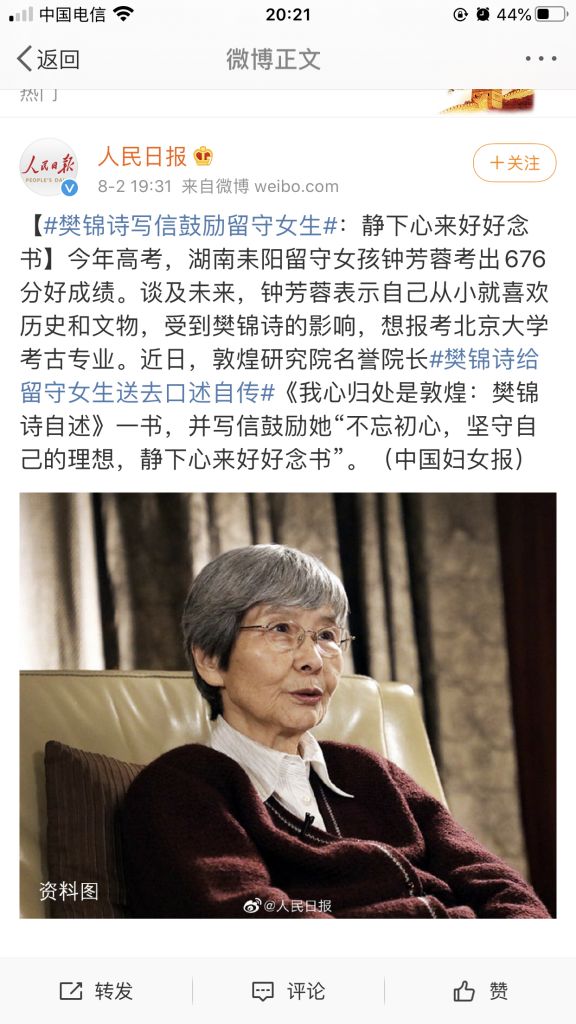 中国电信
20:21
44%
返回
微博正文
热门
人民日报
PEOPLE'S DAILY
人民日报
8-2 19:31 来自微博 weibo.com
+关注
【#樊锦诗写信鼓励留守女生#：静下心来好好念
书】今年高考，湖南耒阳留守女孩钟芳蓉考出676
分好成绩。谈及未来，钟芳蓉表示自己从小就喜欢
历史和文物，受到樊锦诗的影响，想报考北京大学
考古专业。近日，敦煌研究院名誉院长#樊锦诗给
留守女生送去口述自传#《我心归处是敦煌：樊锦
诗自述》一书，并写信鼓励她“不忘初心，坚守自
己的理想，静下心来好好念书”。（中国妇女报）
资料图
@人民日报
转发
评论
赞